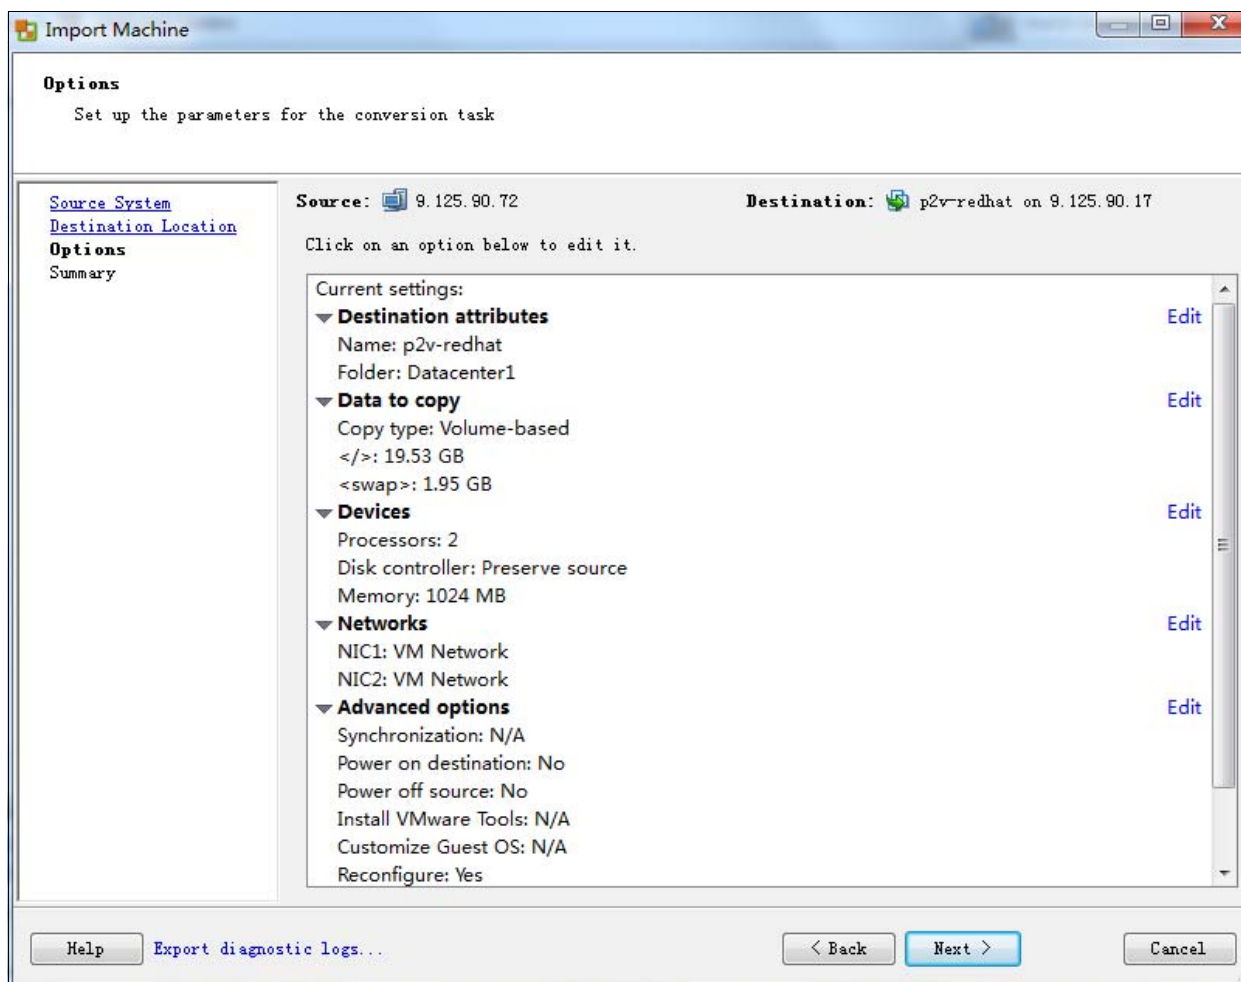 Import Machine
Options
Set up the parameters for the conversion task
Source System
Destination Location
Options
Summary
Source: 9.125.90.72
Destination: p2v-redhat on 9.125.90.17
Click on an option below to edit it.
Current settings:
Destination attributes Edit
Name: p2v-redhat
Folder: Datacenter1
Data to copy Edit
Copy type: Volume-based
</>: 19.53 GB
<swap>: 1.95 GB
Devices Edit
Processors: 2
Disk controller: Preserve source
Memory: 1024 MB
Networks Edit
NIC1: VM Network
NIC2: VM Network
Advanced options Edit
Synchronization: N/A
Power on destination: No
Power off source: No
Install VMware Tools: N/A
Customize Guest OS: N/A
Reconfigure: Yes
Help Export diagnostic logs... < Back Next > Cancel